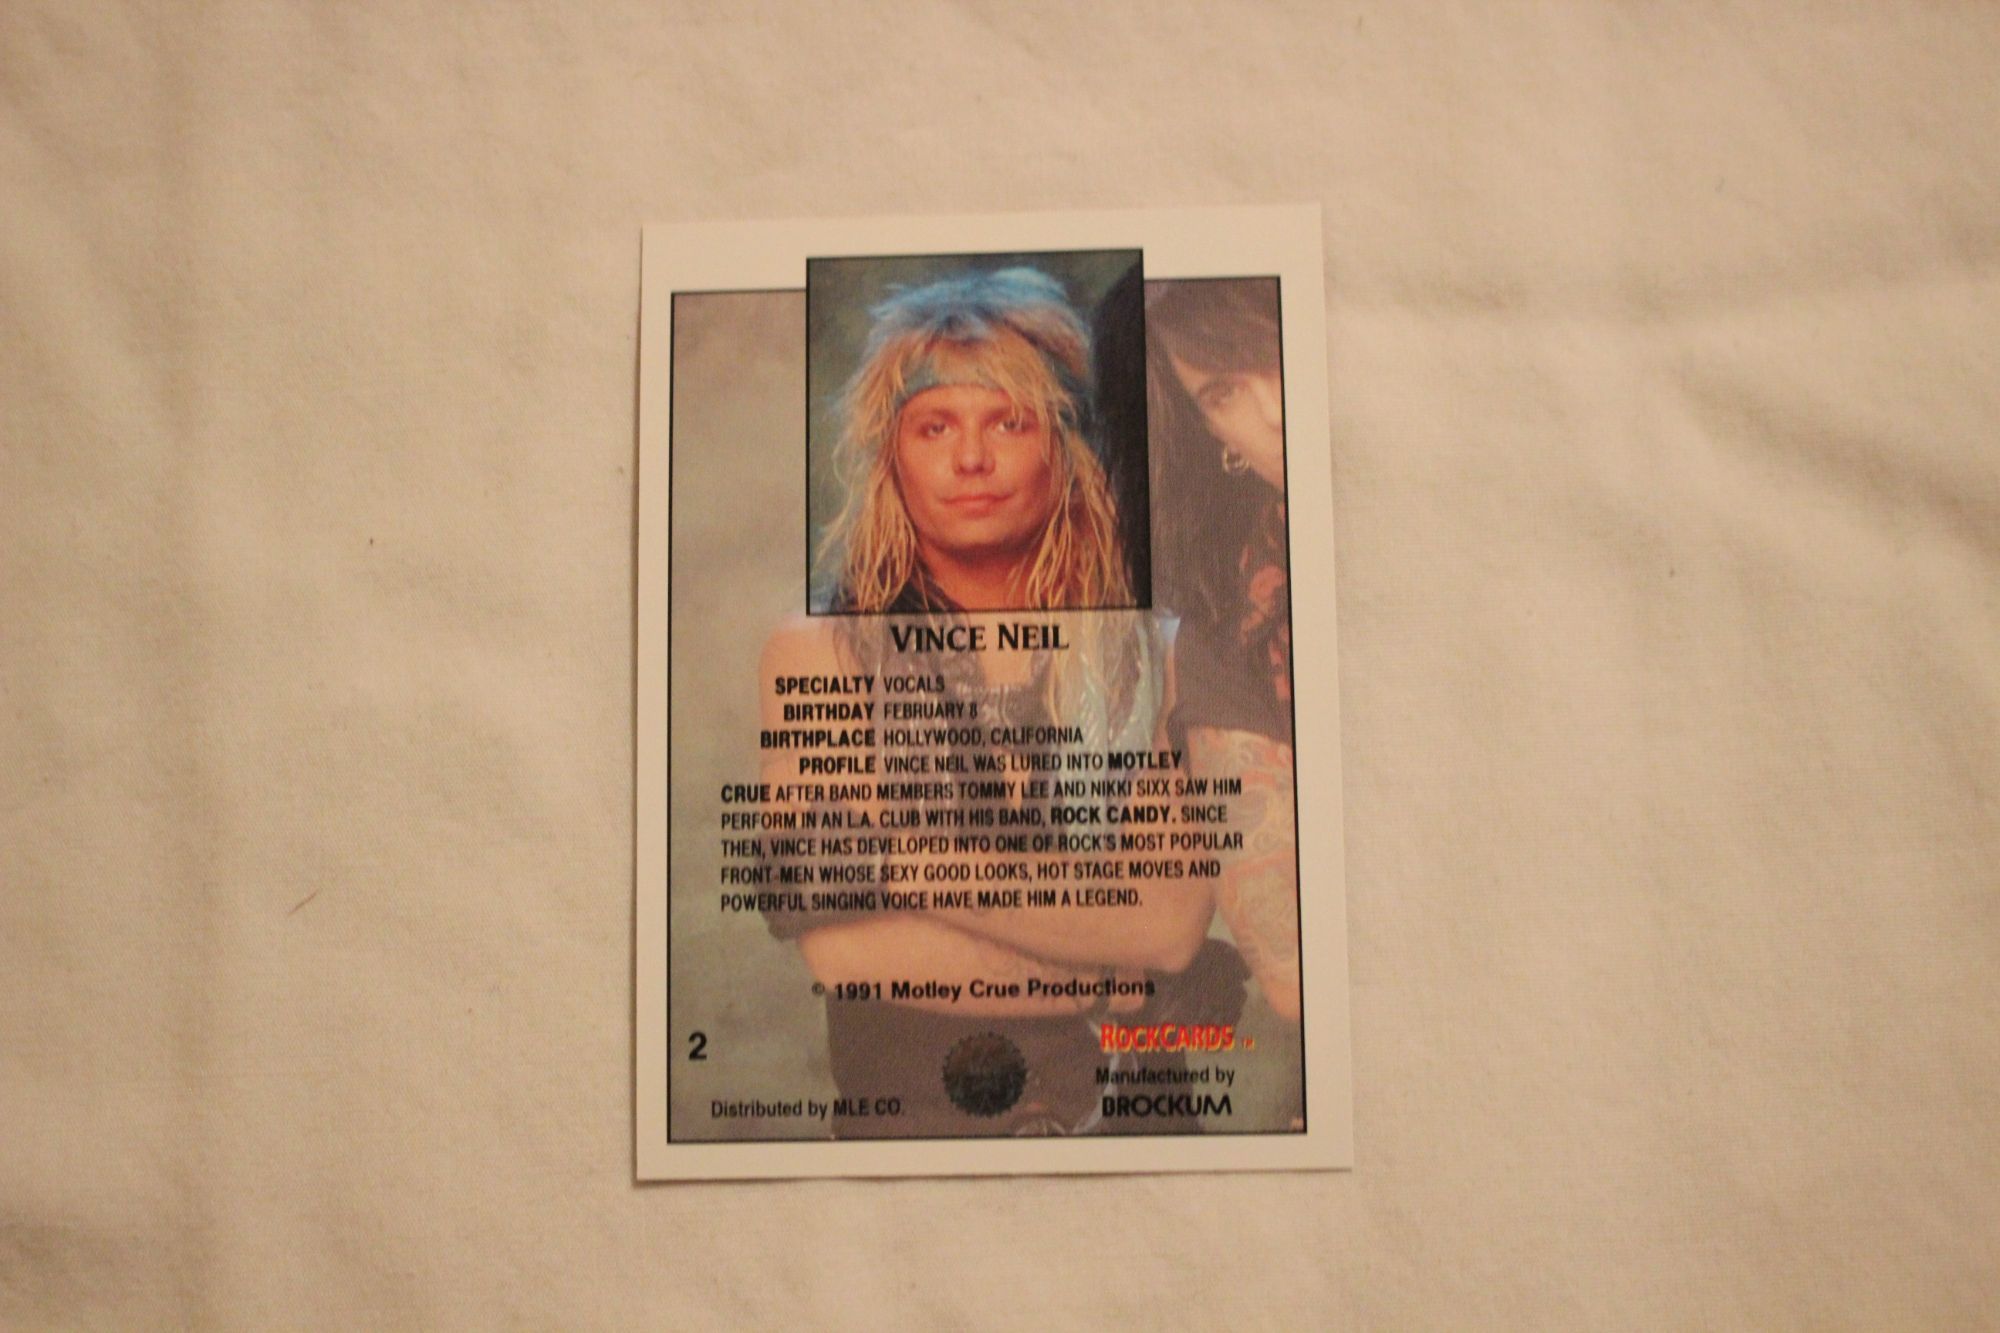 VINCE NEIL
SPECIALTY VOCALS
BIRTHDAY FEBRUARY 8
BIRTHPLACE HOLLYWOOD, CALIFORNIA
PROFILE VINCE NEIL WAS LURED INTO MOTLEY
CRUE AFTER BAND MEMBERS TOMMY LEE AND NIKKI SIXX SAW HIM
PERFORM IN AN L.A. CLUB WITH HIS BAND, ROCK CANDY. SINCE
THEN, VINCE HAS DEVELOPED INTO ONE OF ROCK'S MOST POPULAR
FRONT-MEN WHOSE SEXY GOOD LOOKS, HOT STAGE MOVES AND
POWERFUL SINGING VOICE HAVE MADE HIM A LEGEND.
© 1991 Motley Crue Productions
2
ROCKCARDS TM
Manufactured by
Distributed by MLE CO.
BROCKUM